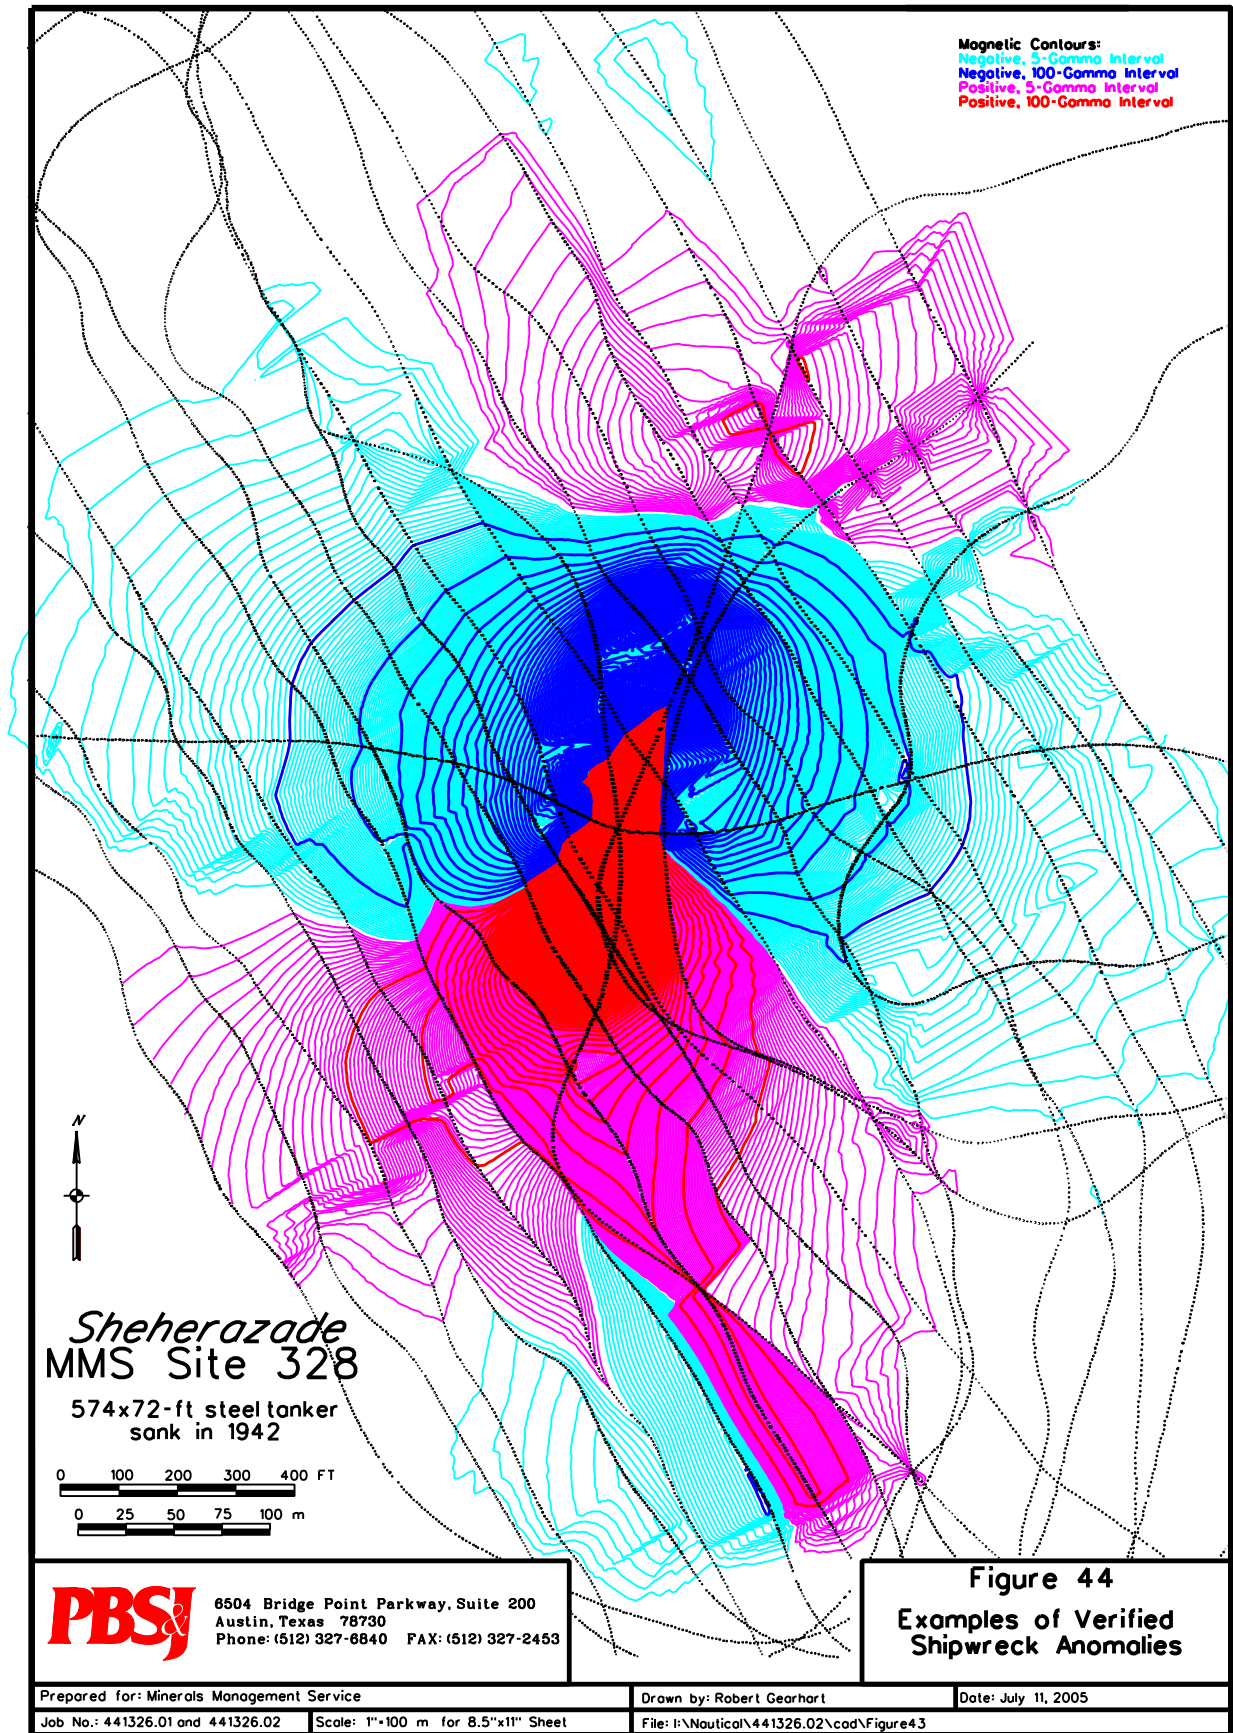 Magnetic Contours:
Negative, 5-Gamma Interval
Negative, 100-Gamma Interval
Positive, 5-Gamma Interval
Positive, 100-Gamma Interval
N
Sheherazade
MMS Site 328
574x72-ft steel tanker
sank in 1942
0 100 200 300 400 FT
0 25 50 75 100 m
PBS&J
6504 Bridge Point Parkway, Suite 200
Austin, Texas 78730
Phone: (512) 327-6840 FAX: (512) 327-2453
Figure 44
Examples of Verified
Shipwreck Anomalies
Prepared for: Minerals Management Service
Drawn by: Robert Gearhart
Date: July 11, 2005
Job No.: 441326.01 and 441326.02
Scale: 1"=100 m for 8.5"x11" Sheet
File: I:\Nautical\441326.02\cad\Figure43